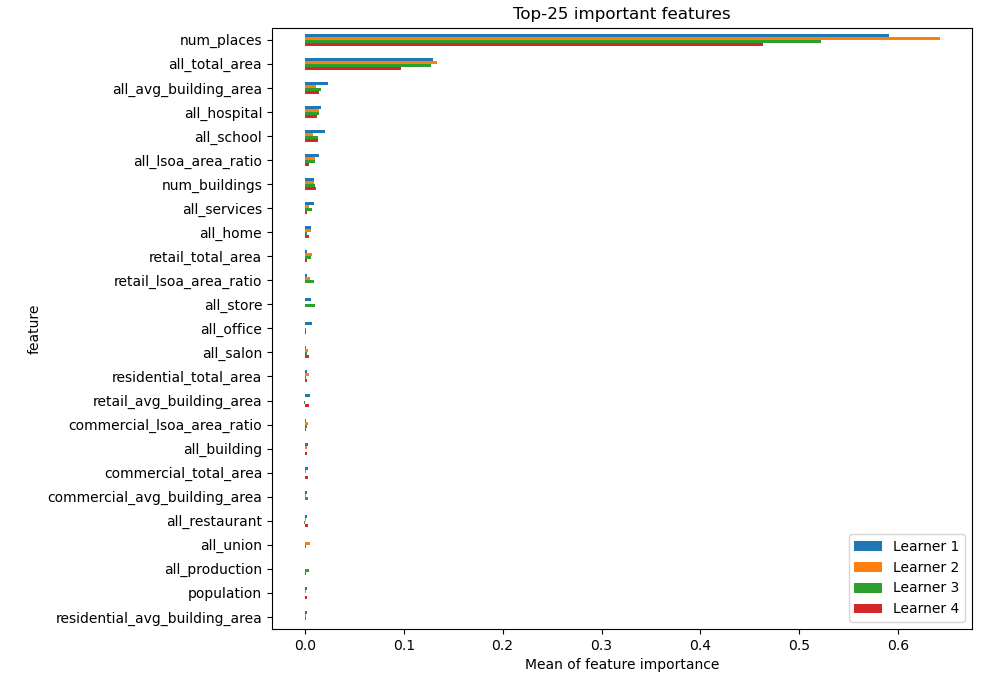 Top-25 important features
num_places
all_total_area
all_avg_building_area
all_hospital
all_school
all_lsoa_area_ratio
num_buildings
all_services
all_home
retail_total_area
retail_lsoa_area_ratio
all_store
all_office
all_salon
residential_total_area
retail_avg_building_area
commercial_lsoa_area_ratio
all_building
commercial_total_area
commercial_avg_building_area
all_restaurant
all_union
all_production
population
residential_avg_building_area
feature
Learner 1
Learner 2
Learner 3
Learner 4
0.0 0.1 0.2 0.3 0.4 0.5 0.6
Mean of feature importance